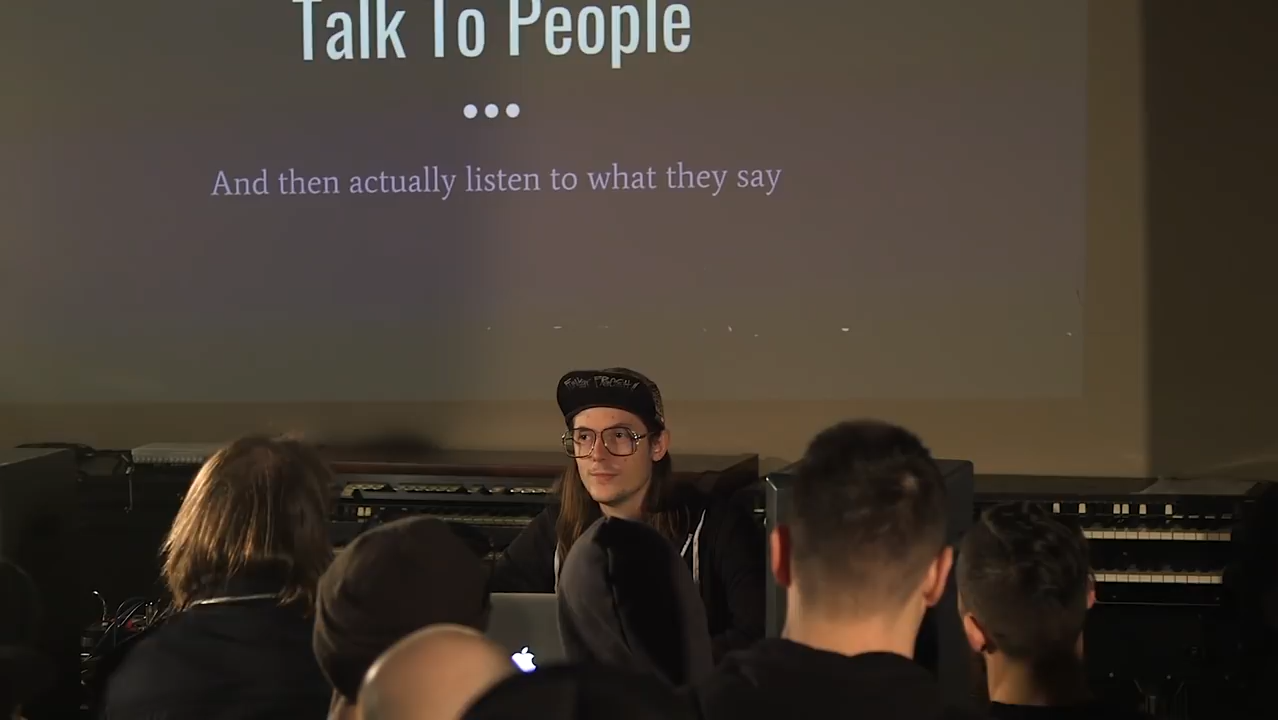 Talk To People
And then actually listen to what they say